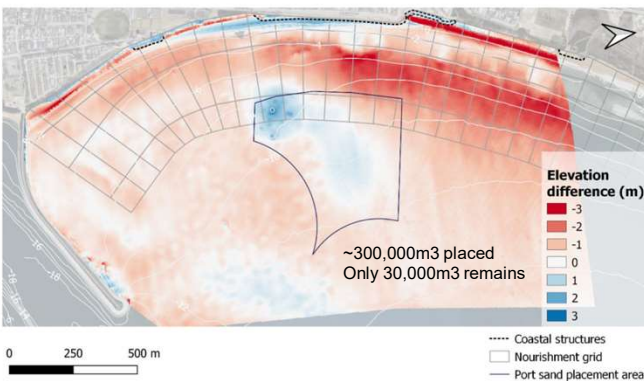 ~300,000m3 placed
Only 30,000m3 remains
Elevation
difference (m)
-3
-2
-1
0
1
2
3
Coastal structures
Nourishment grid
Port sand placement area
0 250 500 m